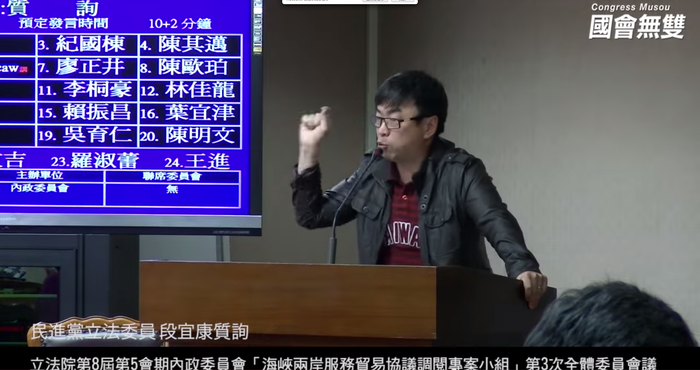 :質 詢
預定發言時間 10+2 分鐘
3. 紀國棟 4. 陳其邁
7. 廖正井 8. 陳歐珀
11. 李桐豪 12. 林佳龍
15. 賴振昌 16. 葉宜津
19. 吳育仁 20. 陳明文
吉 23.羅淑蕾 24.王進
主辦單位 聯席委員會
內政委員會 無
Congress Musou
國會無雙
AIWA
民進黨立法委員 段宜康質詢
立法院第8屆第5會期內政委員會「海峽兩岸服務貿易協議調閱專案小組」第3次全體委員會議